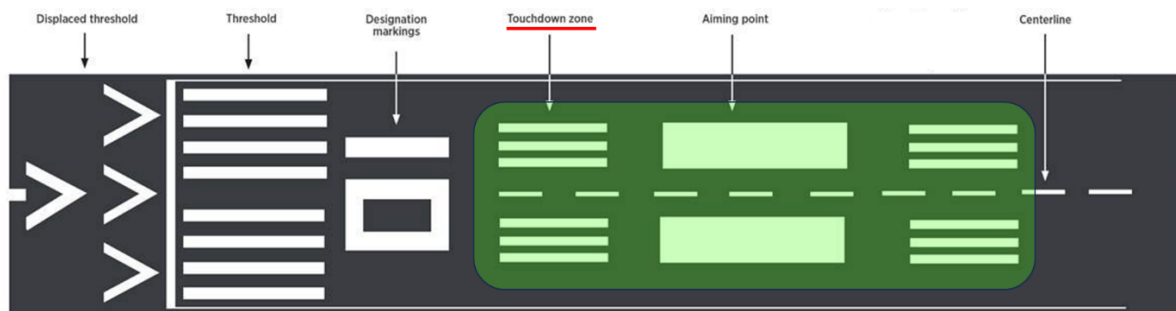 Displaced threshold
Threshold
Designation
markings
Touchdown zone
Aiming point
Centerline